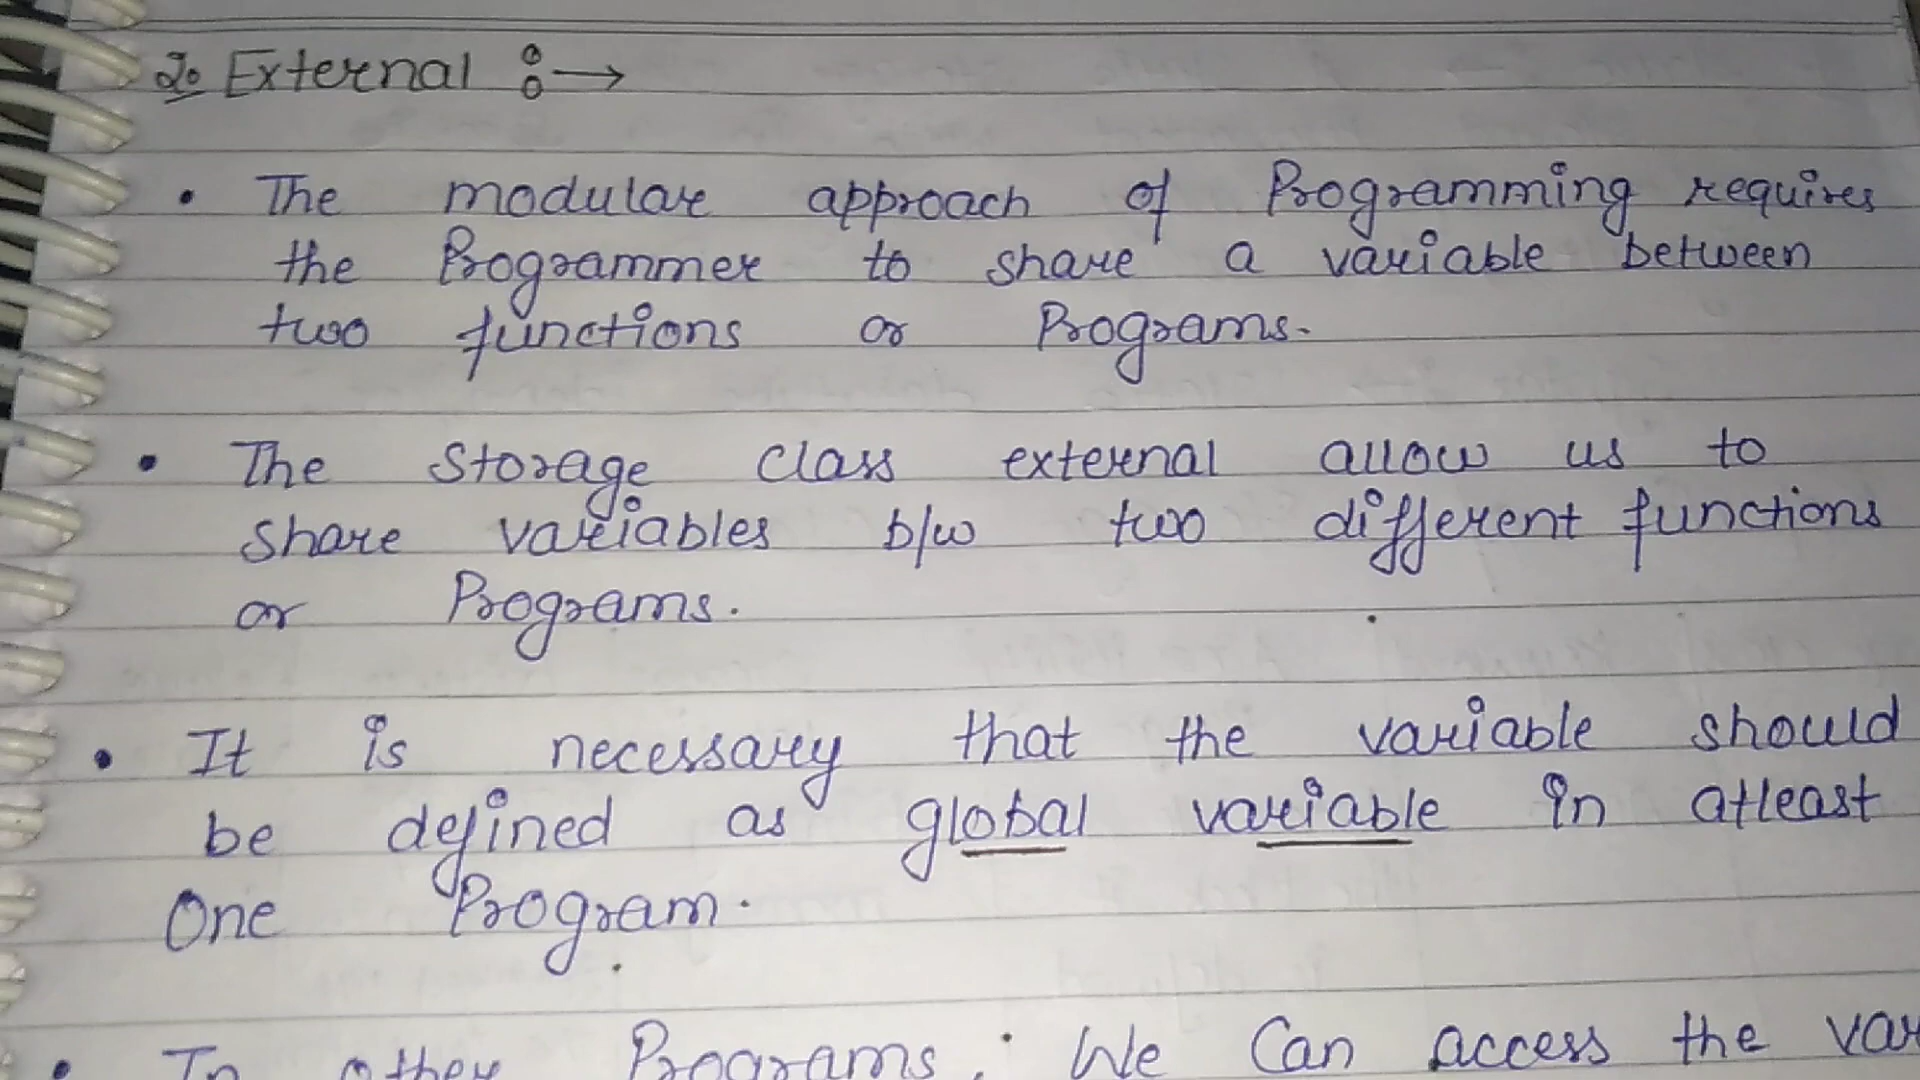 2. External :→
• The modular approach of Programming requires
the Programmer to share a variable between
two functions or Programs.
• The Storage class external allow us to
share variables b/w two different functions
or Programs.
• It is necessary that the variable should
be defined as global variable in atleast
One Program.
• In other Programs, We Can access the